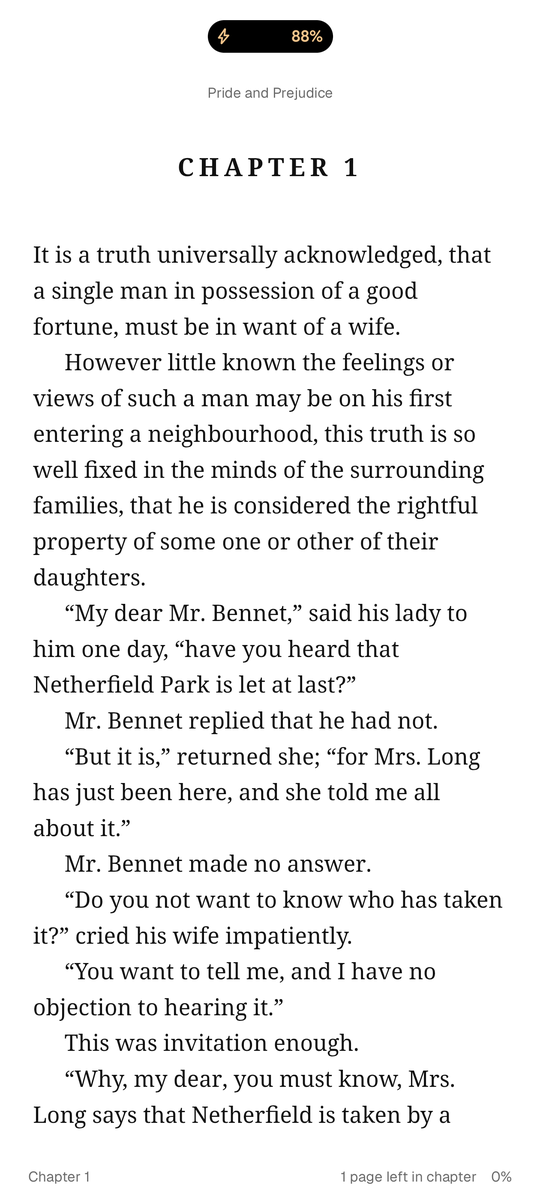 88%
Pride and Prejudice
CHAPTER 1
It is a truth universally acknowledged, that
a single man in possession of a good
fortune, must be in want of a wife.
However little known the feelings or
views of such a man may be on his first
entering a neighbourhood, this truth is so
well fixed in the minds of the surrounding
families, that he is considered the rightful
property of some one or other of their
daughters.
“My dear Mr. Bennet,” said his lady to
him one day, “have you heard that
Netherfield Park is let at last?”
Mr. Bennet replied that he had not.
“But it is,” returned she; “for Mrs. Long
has just been here, and she told me all
about it.”
Mr. Bennet made no answer.
“Do you not want to know who has taken
it?” cried his wife impatiently.
“You want to tell me, and I have no
objection to hearing it.”
This was invitation enough.
“Why, my dear, you must know, Mrs.
Long says that Netherfield is taken by a
Chapter 1 1 page left in chapter 0%